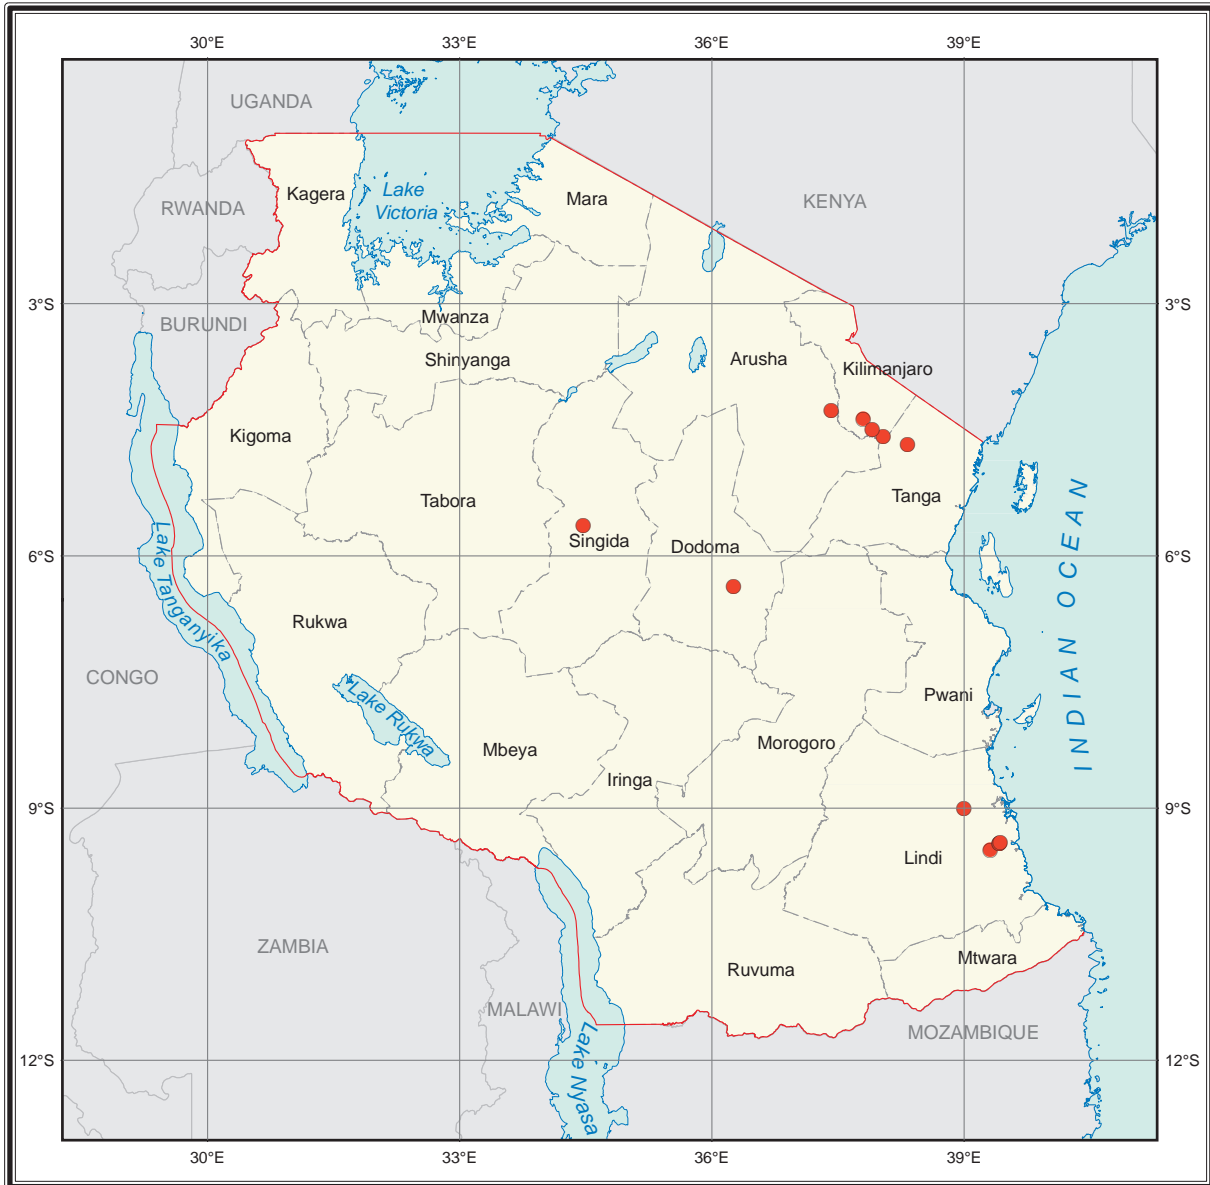 30°E 33°E 36°E 39°E
UGANDA
Kagera
Lake
Victoria
Mara
RWANDA
KENYA
3°S 3°S
Mwanza
BURUNDI
Shinyanga
Arusha
Kilimanjaro
Kigoma
Tabora
Tanga
Singida
Dodoma
6°S 6°S
Lake Tanganyika
INDIAN OCEAN
Rukwa
CONGO
Lake Rukwa
Pwani
Mbeya
Morogoro
Iringa
9°S 9°S
Lindi
ZAMBIA
Mtwara
Ruvuma
MALAWI
MOZAMBIQUE
Lake Nyasa
12°S 12°S
30°E 33°E 36°E 39°E